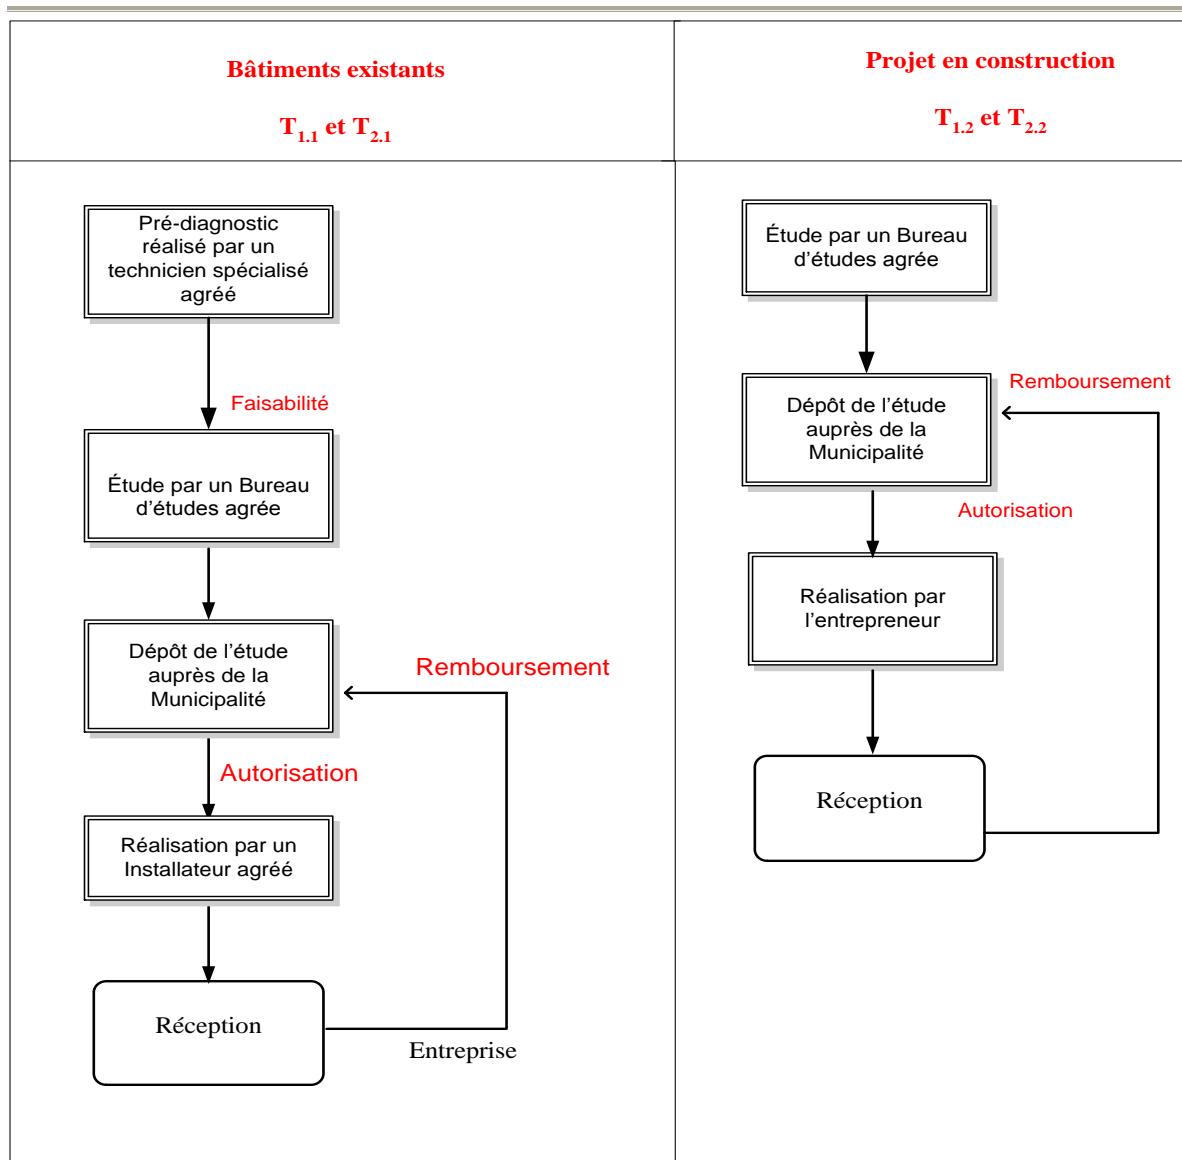 Bâtiments existants
T1.1 et T2.1
Projet en construction
T1.2 et T2.2
Pré-diagnostic
réalisé par un
technicien spécialisé
agréé
Faisabilité
Étude par un Bureau
d'études agrée
Dépôt de l'étude
auprès de la
Municipalité
Remboursement
Autorisation
Réalisation par un
Installateur agréé
Réception
Entreprise
Étude par un Bureau
d'études agrée
Remboursement
Dépôt de l'étude
auprès de la
Municipalité
Autorisation
Réalisation par
l'entrepreneur
Réception